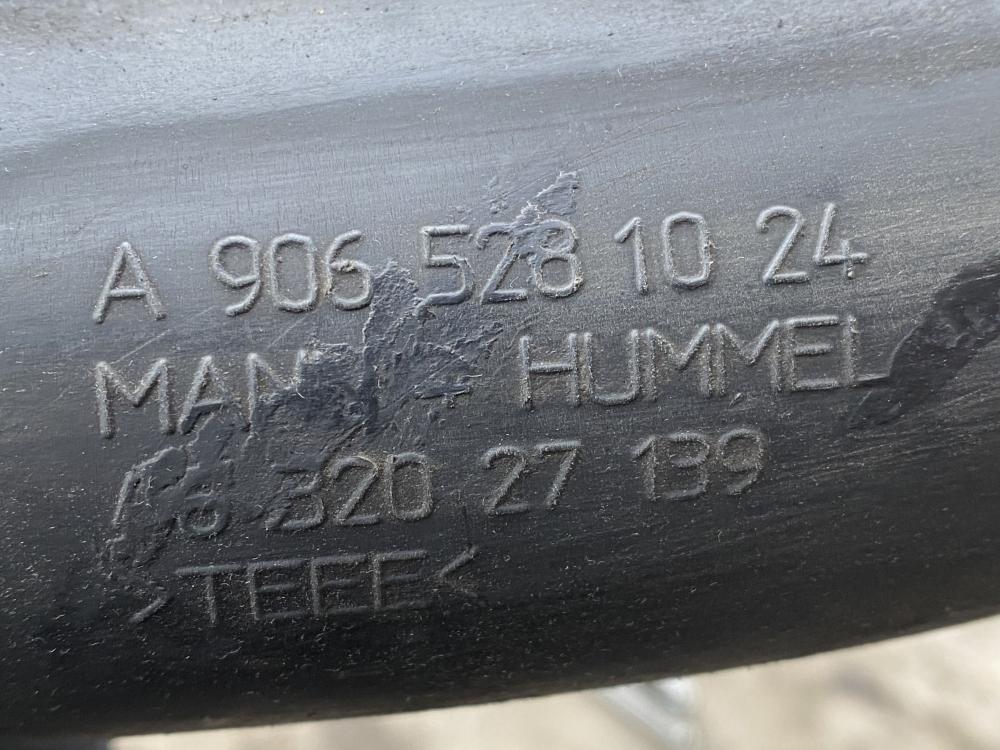 A 906 528 10 24
MAN HUMMEL
320 27 139
>TEEE<